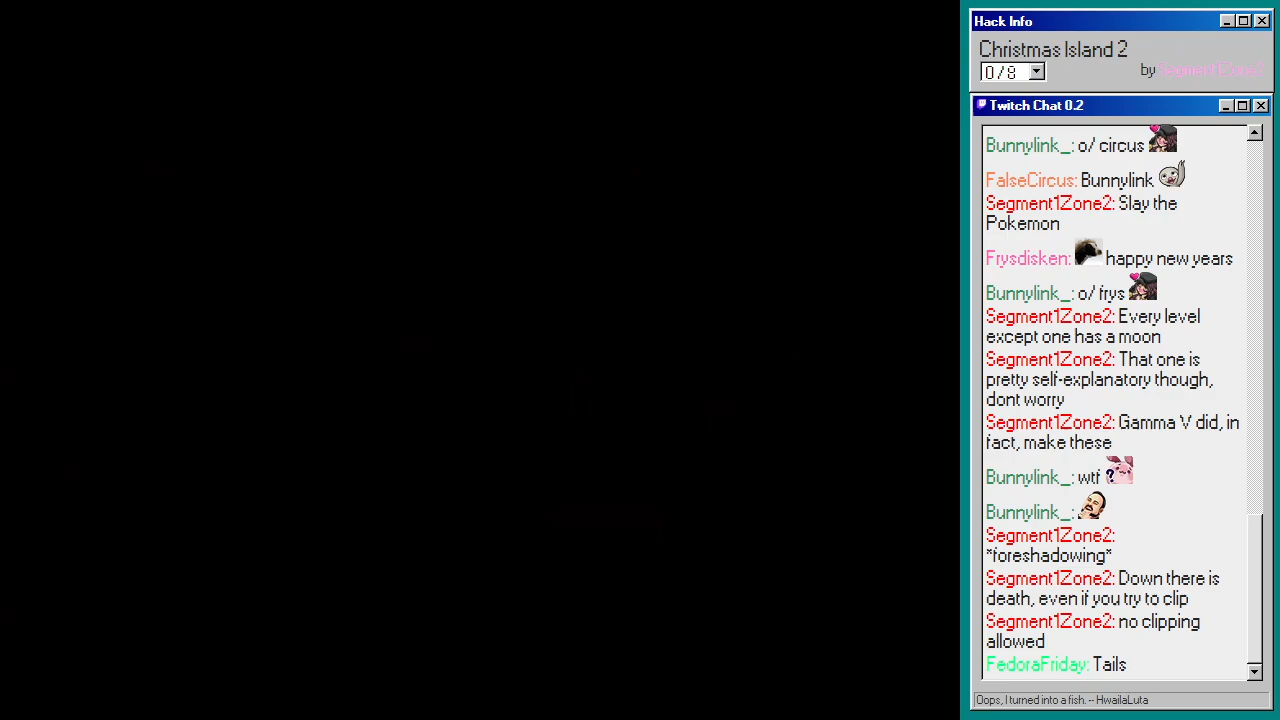 Hack Info
Christmas Island 2
0/8
by Segment1Zone2
Twitch Chat 0.2
Bunnylink_: o/ circus
FalseCircus: Bunnylink
Segment1Zone2: Slay the
Pokemon
Frysdisken: happy new years
Bunnylink_: o/ frys
Segment1Zone2: Every level
except one has a moon
Segment1Zone2: That one is
pretty self-explanatory though,
dont worry
Segment1Zone2: Gamma V did, in
fact, make these
Bunnylink_: wtf
Bunnylink_:
Segment1Zone2:
*foreshadowing*
Segment1Zone2: Down there is
death, even if you try to clip
Segment1Zone2: no clipping
allowed
FedoraFriday: Tails
Oops, I turned into a fish. -- HwailaLuta